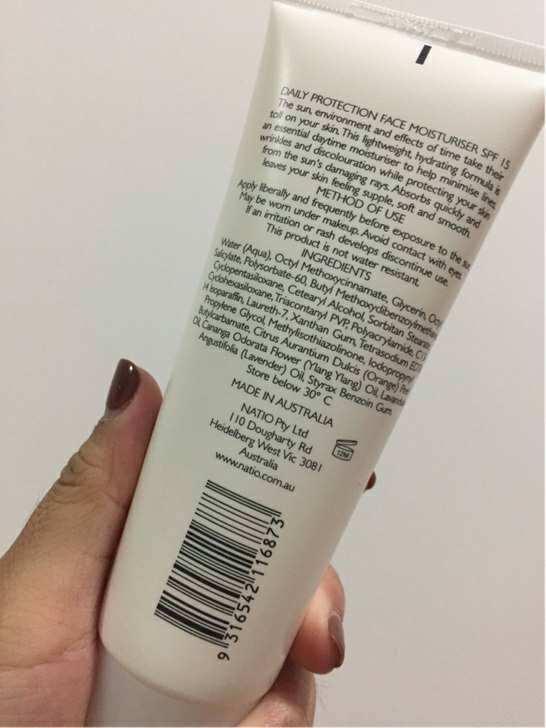 DAILY PROTECTION FACE MOISTURISER SPF 15
The sun, environment and effects of time take their
toll on your skin. This lightweight, hydrating formula is
an essential daytime moisturiser to help minimise lines,
wrinkles and discolouration while protecting your skin
from the sun's damaging rays. Absorbs quickly and
leaves your skin feeling supple, soft and smooth.
METHOD OF USE
Apply liberally and frequently before exposure to the sun.
May be worn under makeup. Avoid contact with eyes.
If an irritation or rash develops discontinue use.
This product is not water resistant.
INGREDIENTS
Water (Aqua), Octyl Methoxycinnamate, Glycerin, Octyl
Salicylate, Polysorbate-60, Butyl Methoxydibenzoylmethane,
Cyclopentasiloxane, Cetearyl Alcohol, Sorbitan Stearate,
Cyclohexasiloxane, Triacontanyl PVP, Polyacrylamide, C13-
14 Isoparaffin, Laureth-7, Xanthan Gum, Tetrasodium EDTA,
Propylene Glycol, Methylisothiazolinone, Iodopropynyl
Butylcarbamate, Citrus Aurantium Dulcis (Orange) Peel
Oil, Cananga Odorata Flower (Ylang Ylang) Oil, Lavandula
Angustifolia (Lavender) Oil, Styrax Benzoin Gum
Store below 30° C
MADE IN AUSTRALIA
NATIO Pty Ltd
110 Dougharty Rd
Heidelberg West Vic 3081
Australia
www.natio.com.au
12M
9 316542 116873